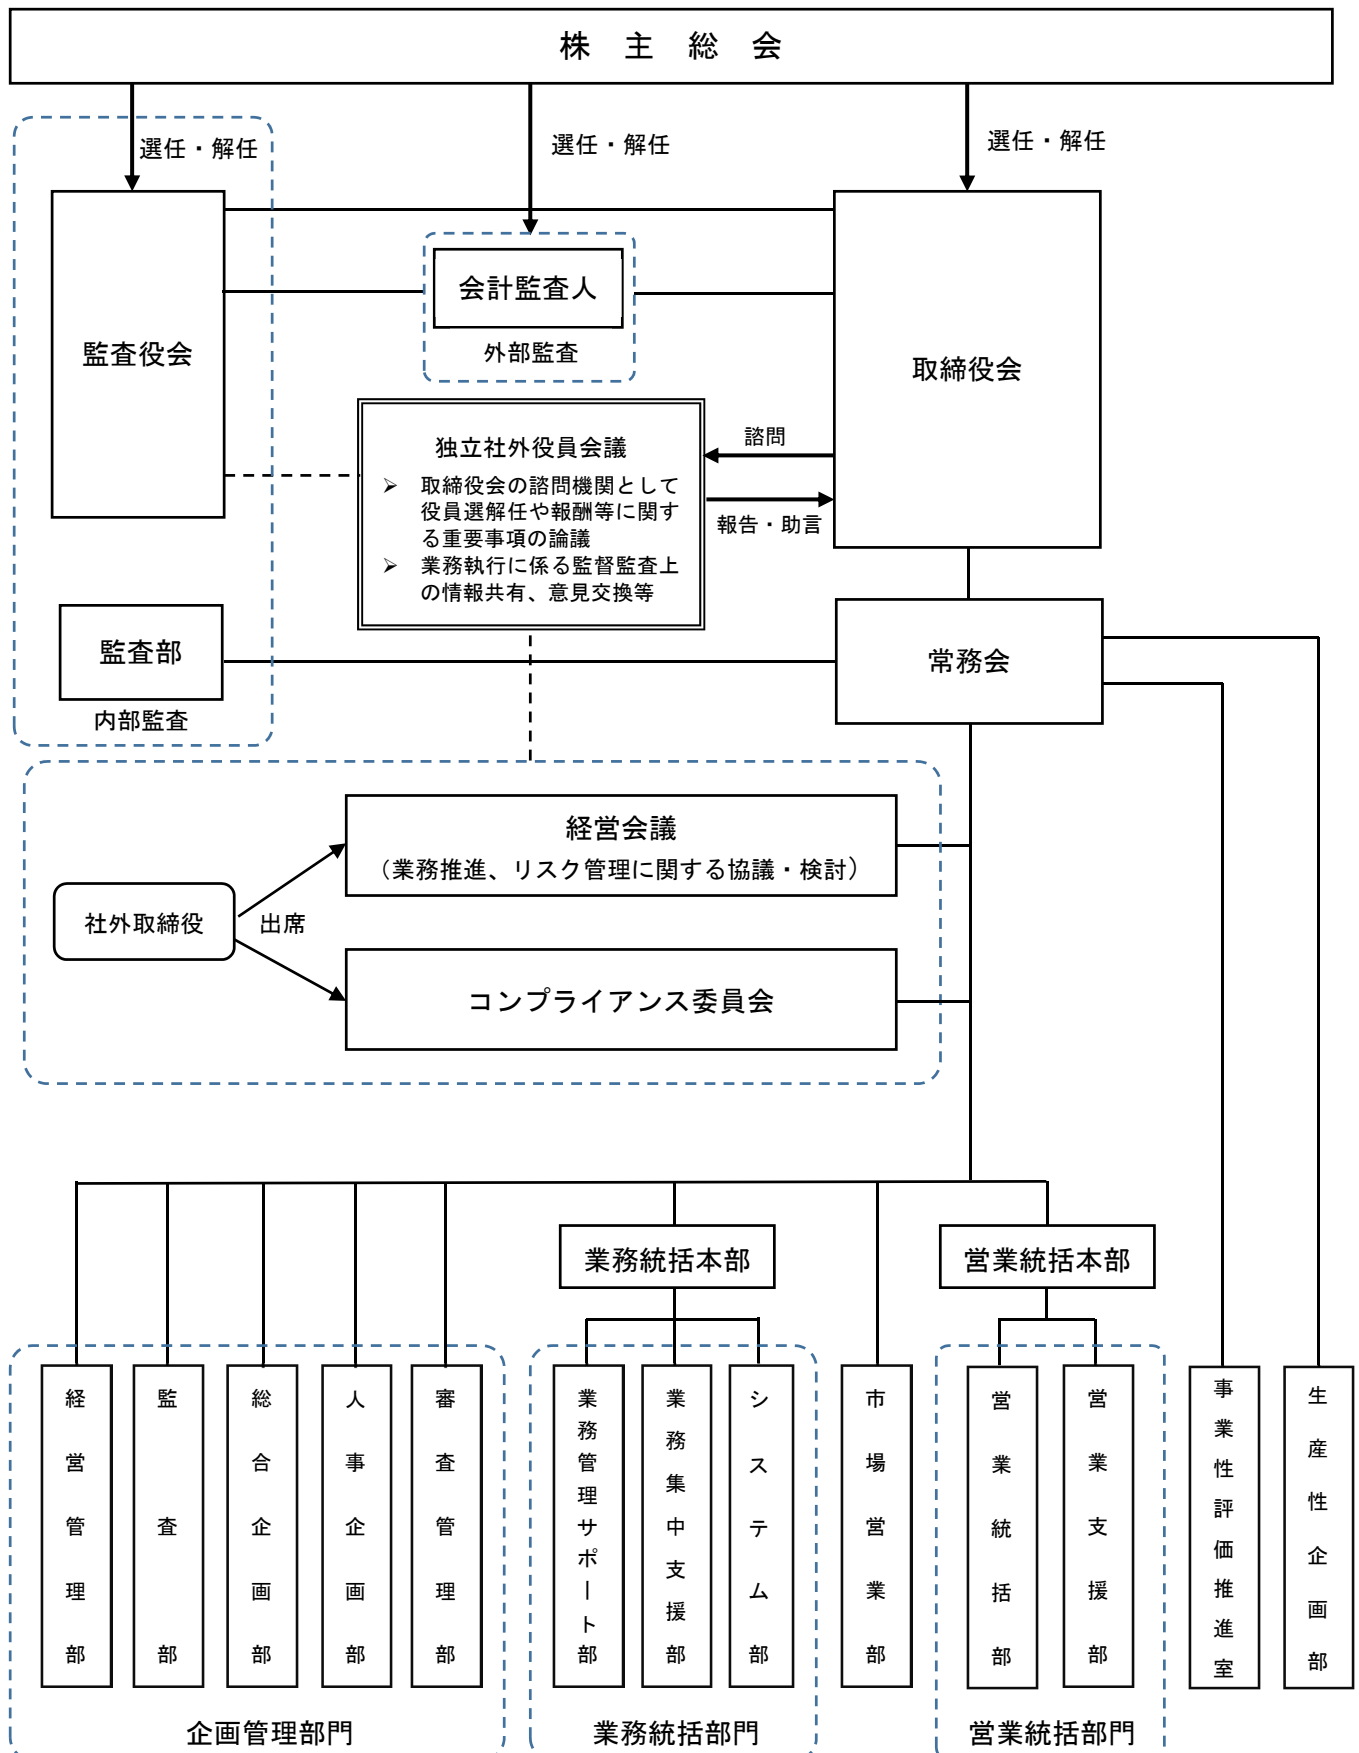 株主総会
選任・解任
選任・解任
選任・解任
監査役会
会計監査人
外部監査
取締役会
独立社外役員会議
➢ 取締役会の諮問機関として
役員選解任や報酬等に関す
る重要事項の論議
➢ 業務執行に係る監督監査上
の情報共有、意見交換等
諮問
報告・助言
監査部
内部監査
常務会
経営会議
（業務推進、リスク管理に関する協議・検討）
社外取締役
出席
コンプライアンス委員会
業務統括本部
営業統括本部
経営管理部
監査部
総合企画部
人事企画部
審査管理部
業務管理サポート部
業務集中支援部
システム部
市場営業部
営業統括部
営業支援部
事業性評価推進室
生産性企画部
企画管理部門
業務統括部門
営業統括部門